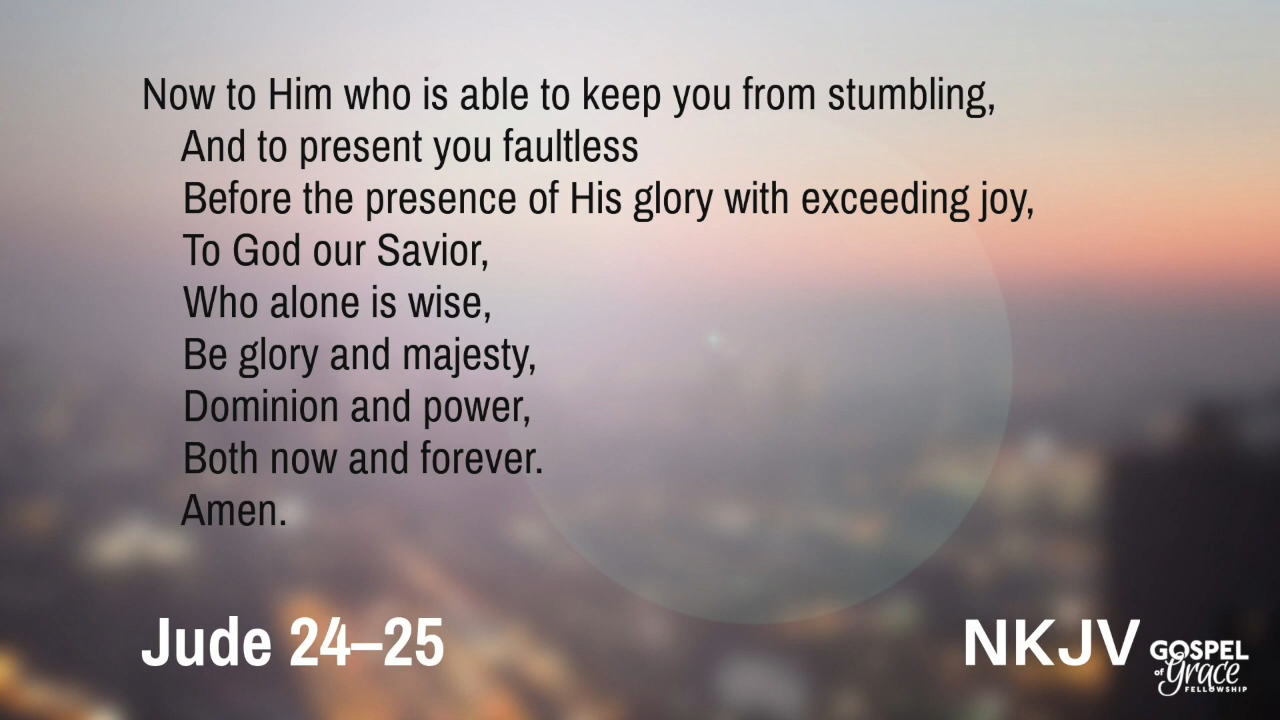 Now to Him who is able to keep you from stumbling,
And to present you faultless
Before the presence of His glory with exceeding joy,
To God our Savior,
Who alone is wise,
Be glory and majesty,
Dominion and power,
Both now and forever.
Amen.
Jude 24–25
NKJV
GOSPEL
of Grace
FELLOWSHIP